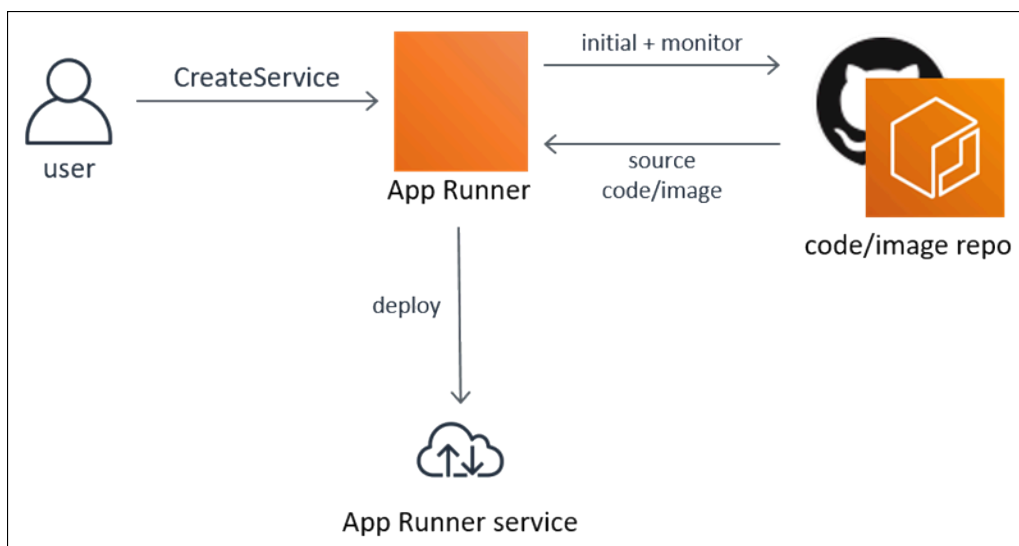 initial + monitor
CreateService
source
code/image
user
App Runner
code/image repo
deploy
App Runner service